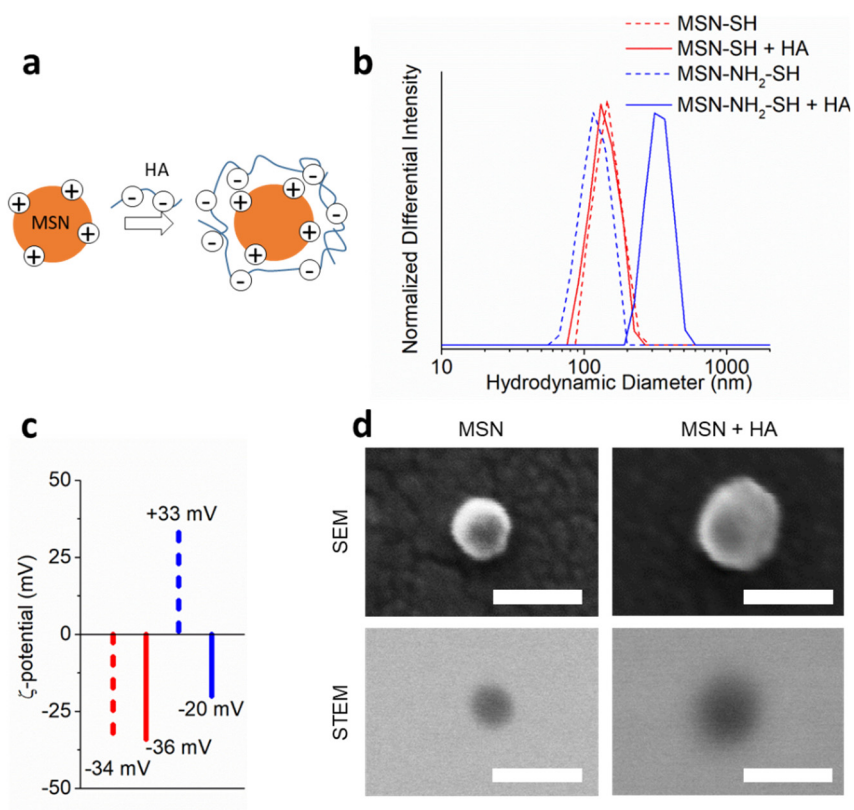 a
MSN
+
+
+
+
HA
-
-
+
+
+
+
-
-
-
-
-
-
-
b
MSN-SH
MSN-SH + HA
MSN-NH₂-SH
MSN-NH₂-SH + HA
Normalized Differential Intensity
10
100
1000
Hydrodynamic Diameter (nm)
c
ζ-potential (mV)
50
25
0
-25
-50
+33 mV
-20 mV
-36 mV
-34 mV
d
MSN
MSN + HA
SEM
STEM